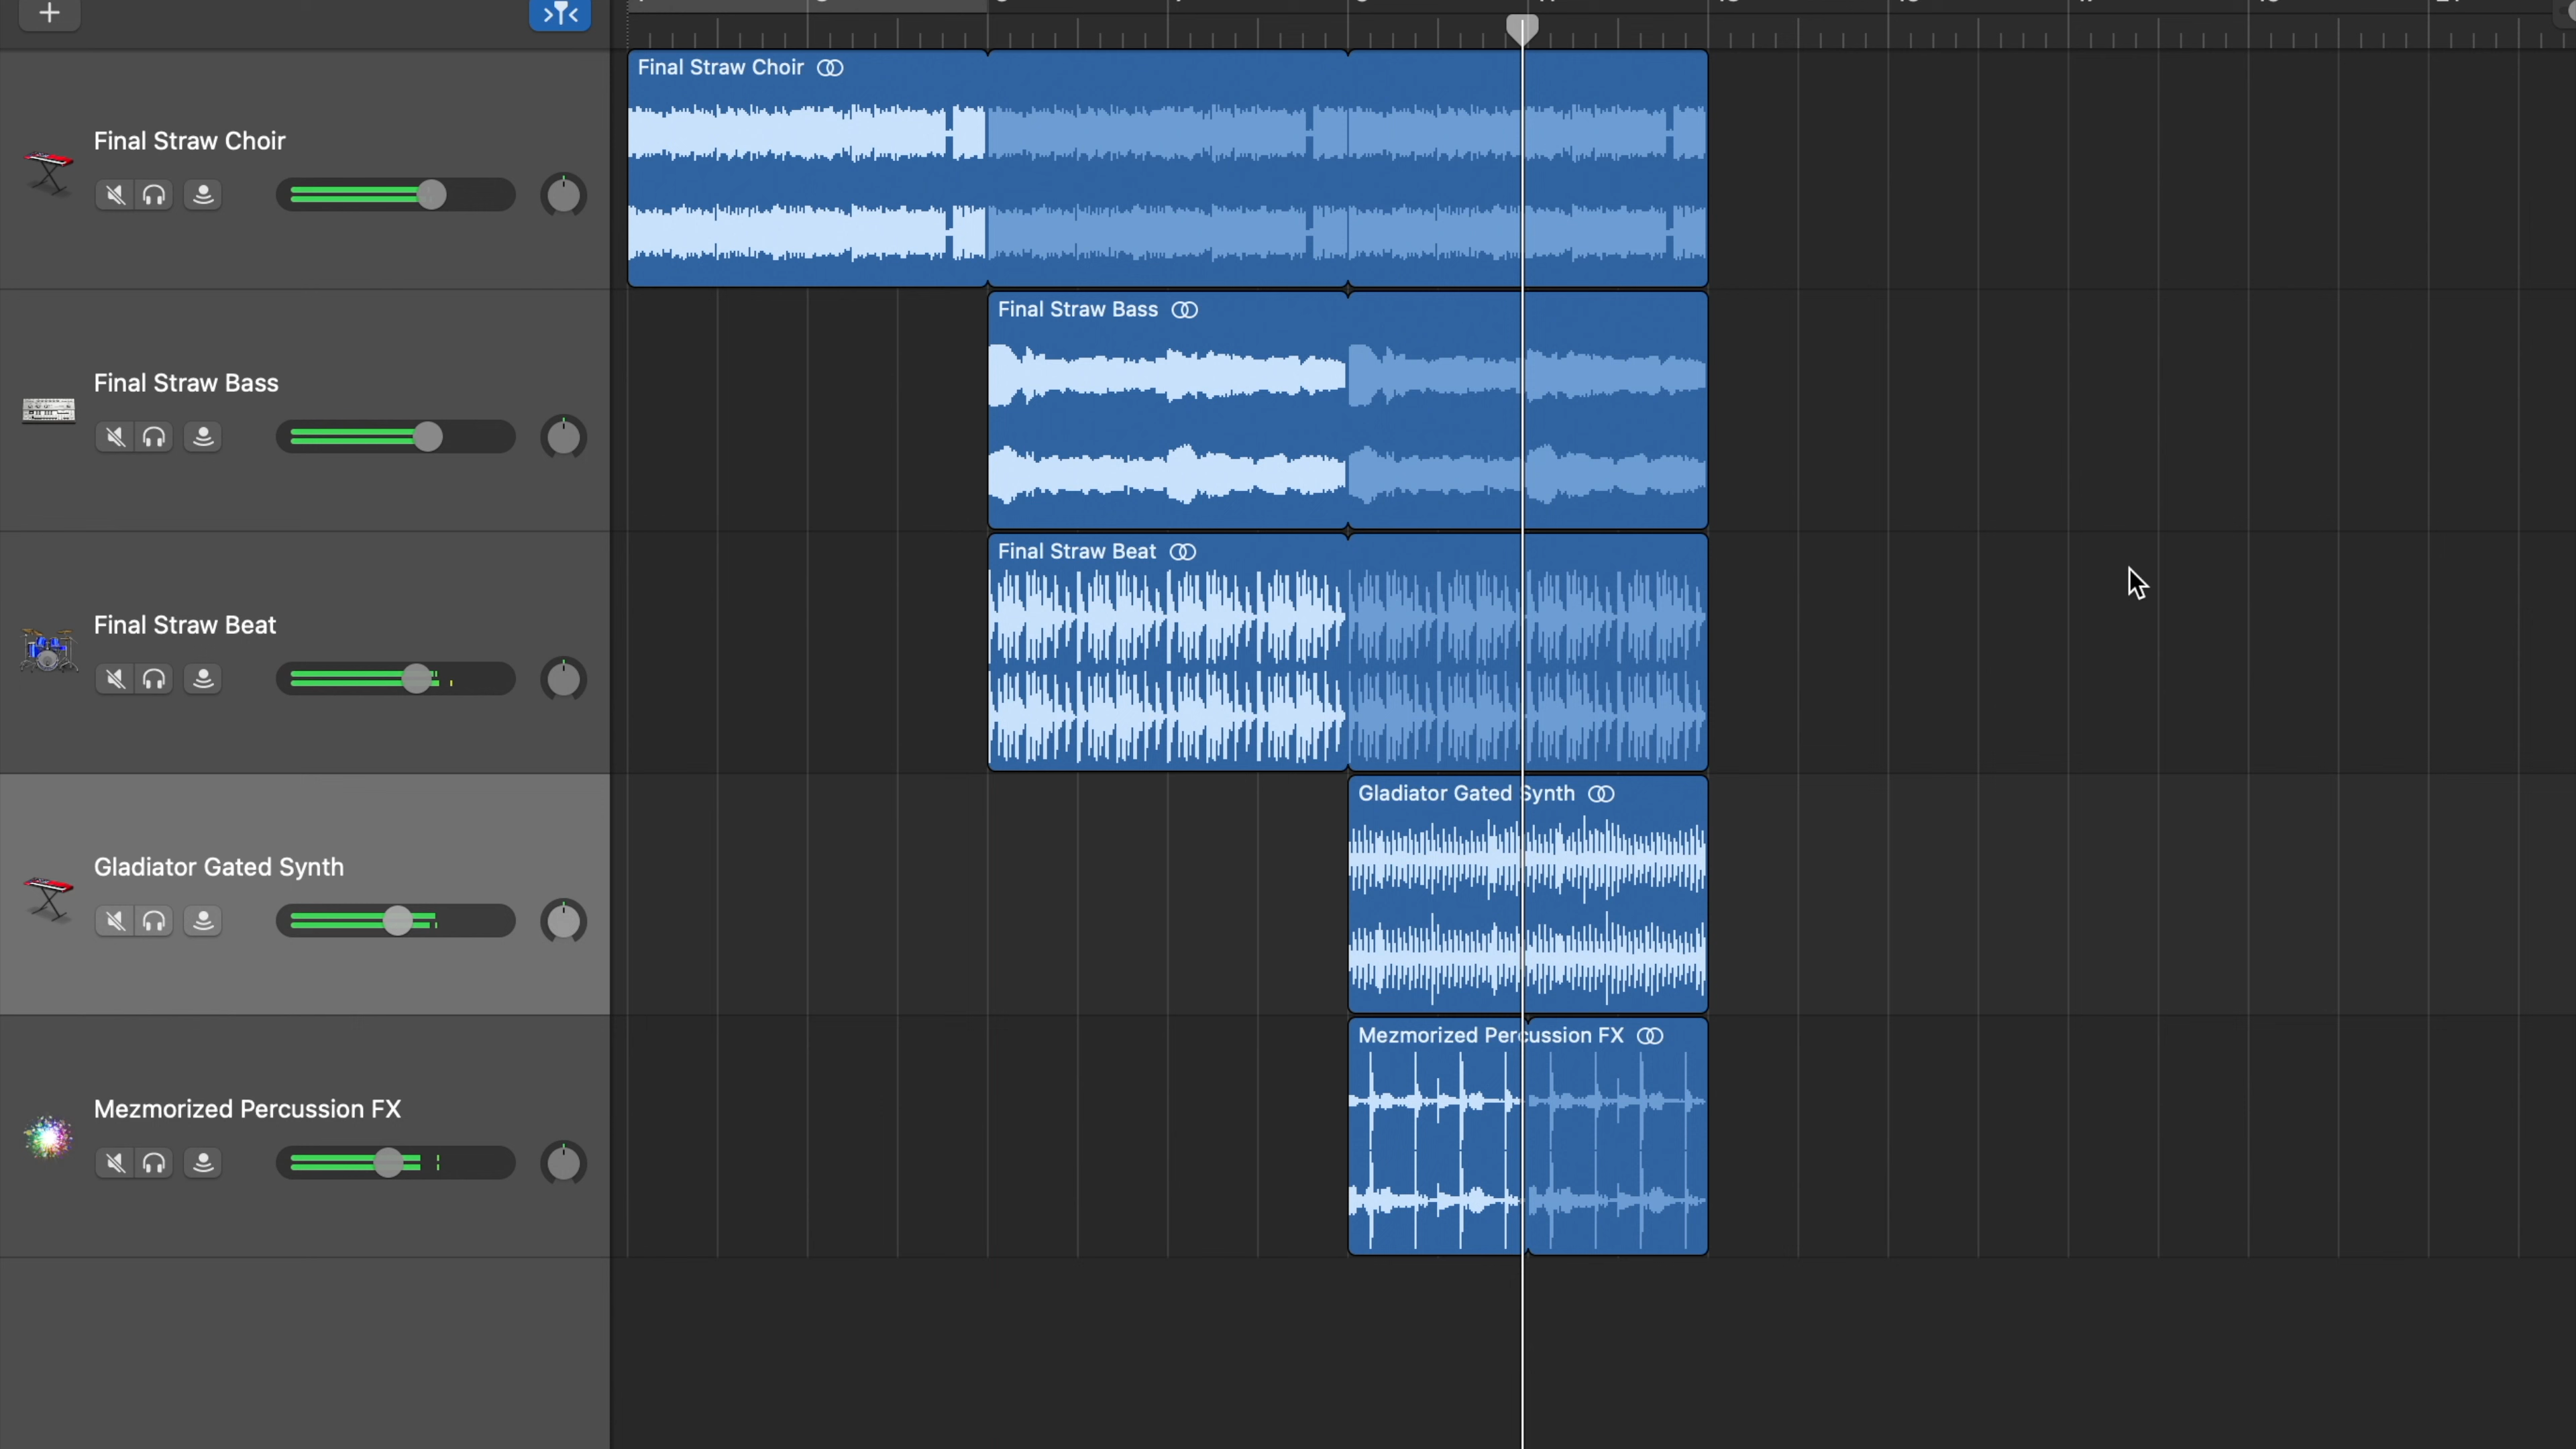 Final Straw Choir
Final Straw Choir
Final Straw Bass
Final Straw Bass
Final Straw Beat
Final Straw Beat
Gladiator Gated Synth
Gladiator Gated Synth
Mezmorized Percussion FX
Mezmorized Percussion FX